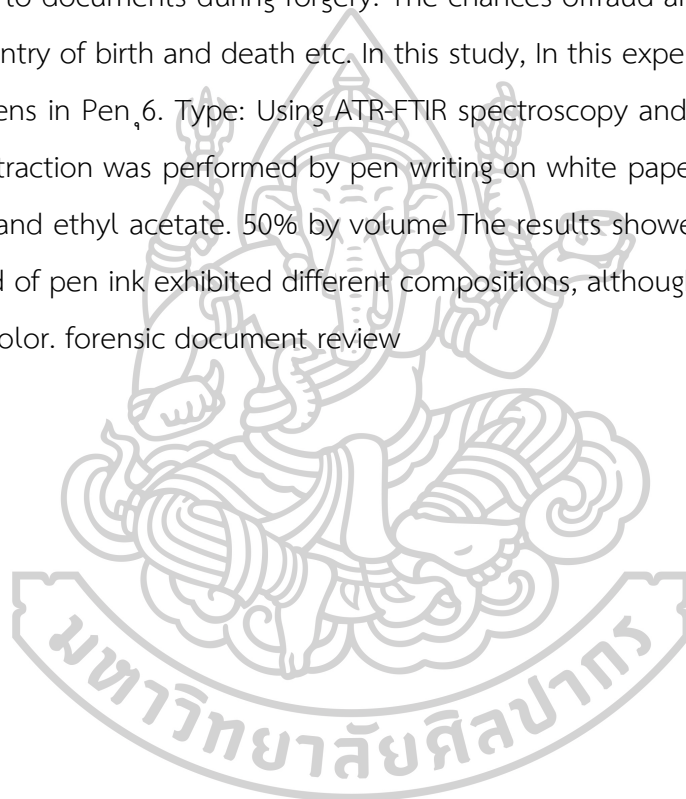 to documents during forgery. The chances offraud a
ntry of birth and death etc. In this study, In this expe
ens in Pen ุ6. Type: Using ATR-FTIR spectroscopy and
traction was performed by pen writing on white pape
and ethyl acetate. 50% by volume The results showe
d of pen ink exhibited different compositions, althoug
olor. forensic document review
มหาวิทยาลัยศิลปากร